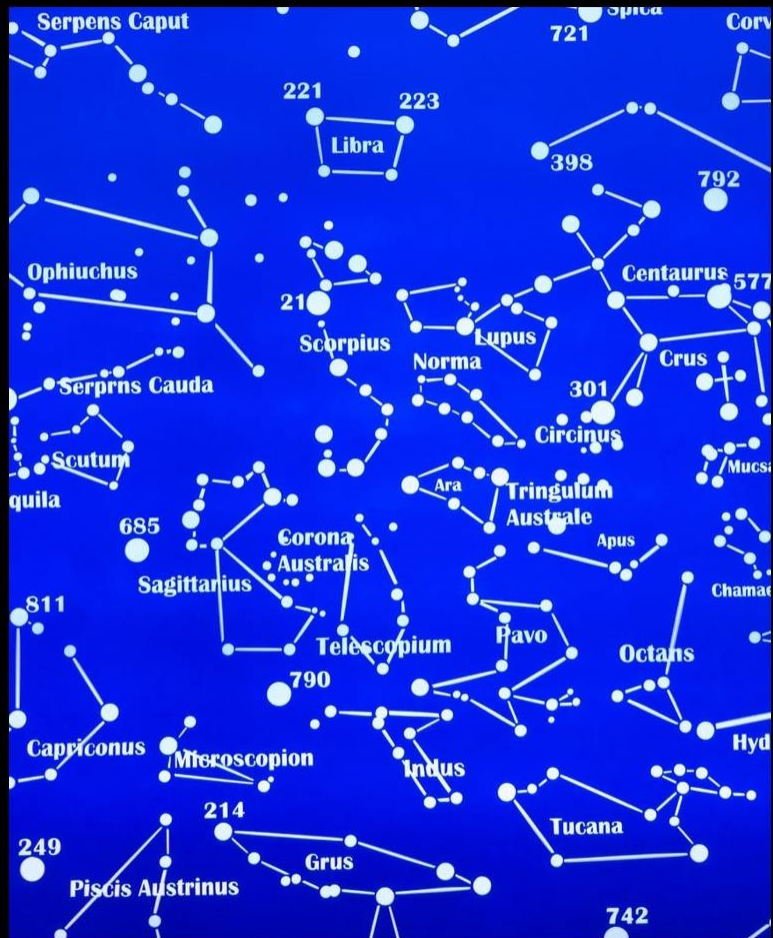 Serpens Caput
Spica
721
Corv
221
223
Libra
398
792
Ophiuchus
Centaurus
577
21
Scorpius
Lupus
Norma
Crus
Serprns Cauda
301
Circinus
Scutum
Mucsa
quila
Ara
Tringulum
Australe
685
Corona
Australis
Apus
Sagittarius
Chamae
811
Telescopium
Pavo
Octans
790
Capriconus
Microscopion
Indus
Hyd
214
Tucana
249
Grus
Piscis Austrinus
742